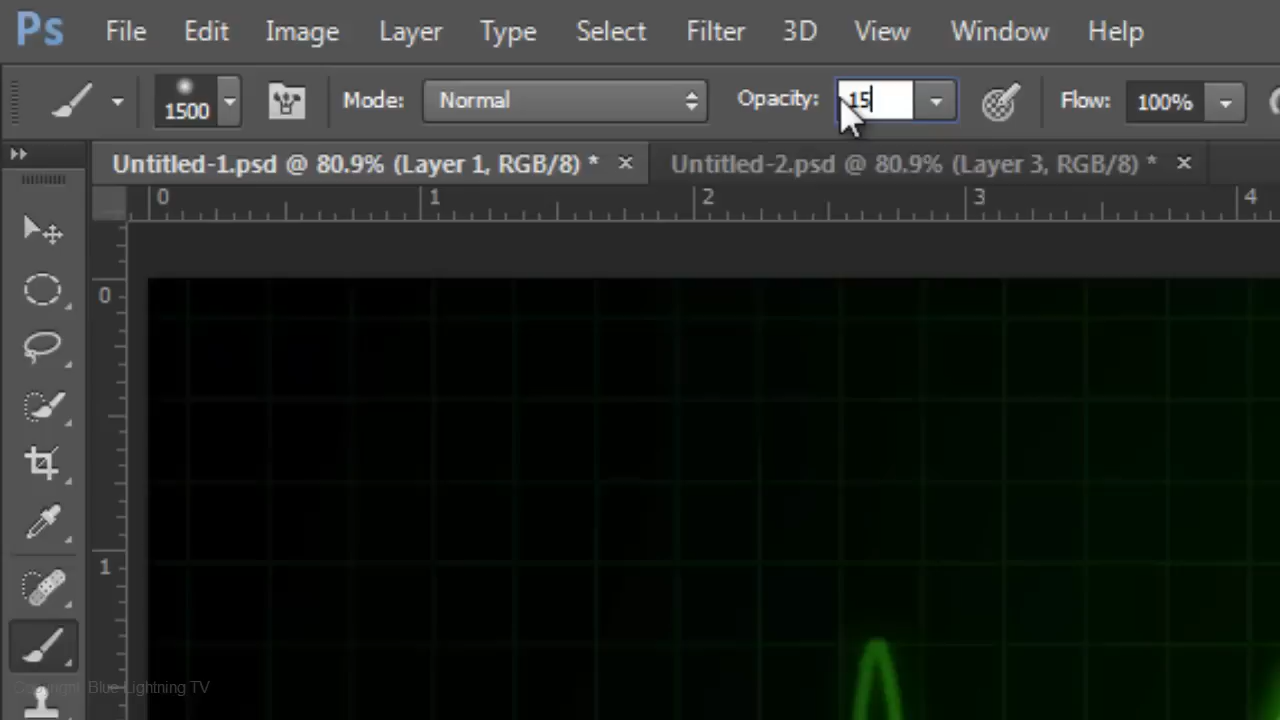 Ps File Edit Image Layer Type Select Filter 3D View Window Help
1500 Mode: Normal Opacity: 15 Flow: 100%
Untitled-1.psd @ 80.9% (Layer 1, RGB/8) * × Untitled-2.psd @ 80.9% (Layer 3, RGB/8) * ×
0 1 2 3 4
0
1
Copyright Blue Lightning TV